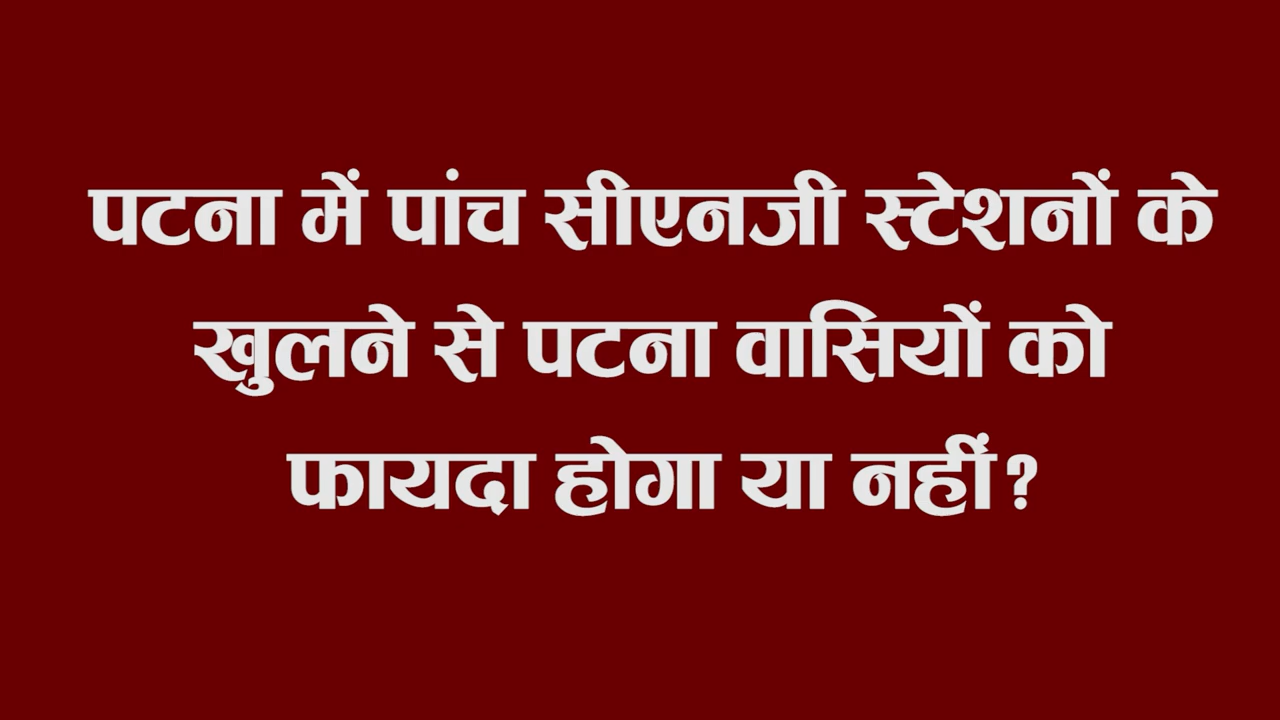 पटना में पांच सीएनजी स्टेशनों के
खुलने से पटना वासियों को
फायदा होगा या नहीं?